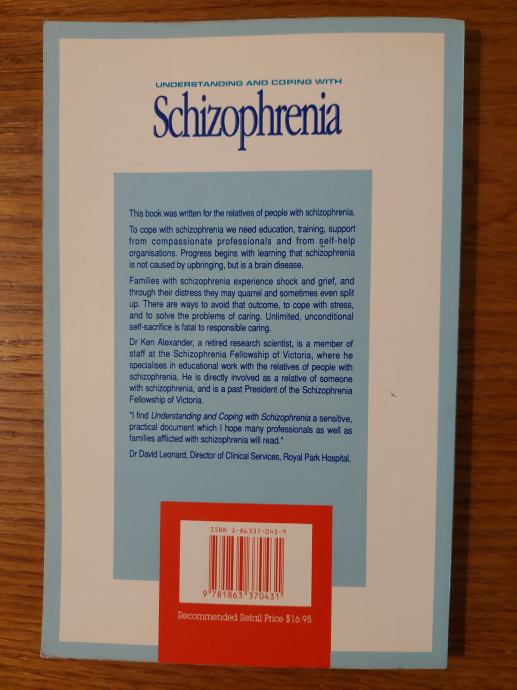 UNDERSTANDING AND COPING WITH
Schizophrenia
This book was written for the relatives of people with schizophrenia.
To cope with schizophrenia we need education, training, support
from compassionate professionals and from self-help
organisations. Progress begins with learning that schizophrenia
is not caused by upbringing, but is a brain disease.
Families with schizophrenia experience shock and grief, and
through their distress they may quarrel and sometimes even split
up. There are ways to avoid that outcome, to cope with stress,
and to solve the problems of caring. Unlimited, unconditional
self-sacrifice is fatal to responsible caring.
Dr Ken Alexander, a retired research scientist, is a member of
staff at the Schizophrenia Fellowship of Victoria, where he
specialises in educational work with the relatives of people with
schizophrenia. He is directly involved as a relative of someone
with schizophrenia, and is a past President of the Schizophrenia
Fellowship of Victoria.
"I find Understanding and Coping with Schizophrenia a sensitive,
practical document which I hope many professionals as well as
families afflicted with schizophrenia will read."
Dr David Leonard, Director of Clinical Services, Royal Park Hospital.
ISBN 1-86337-043-9
9 781863 370431
Recommended Retail Price $16.95